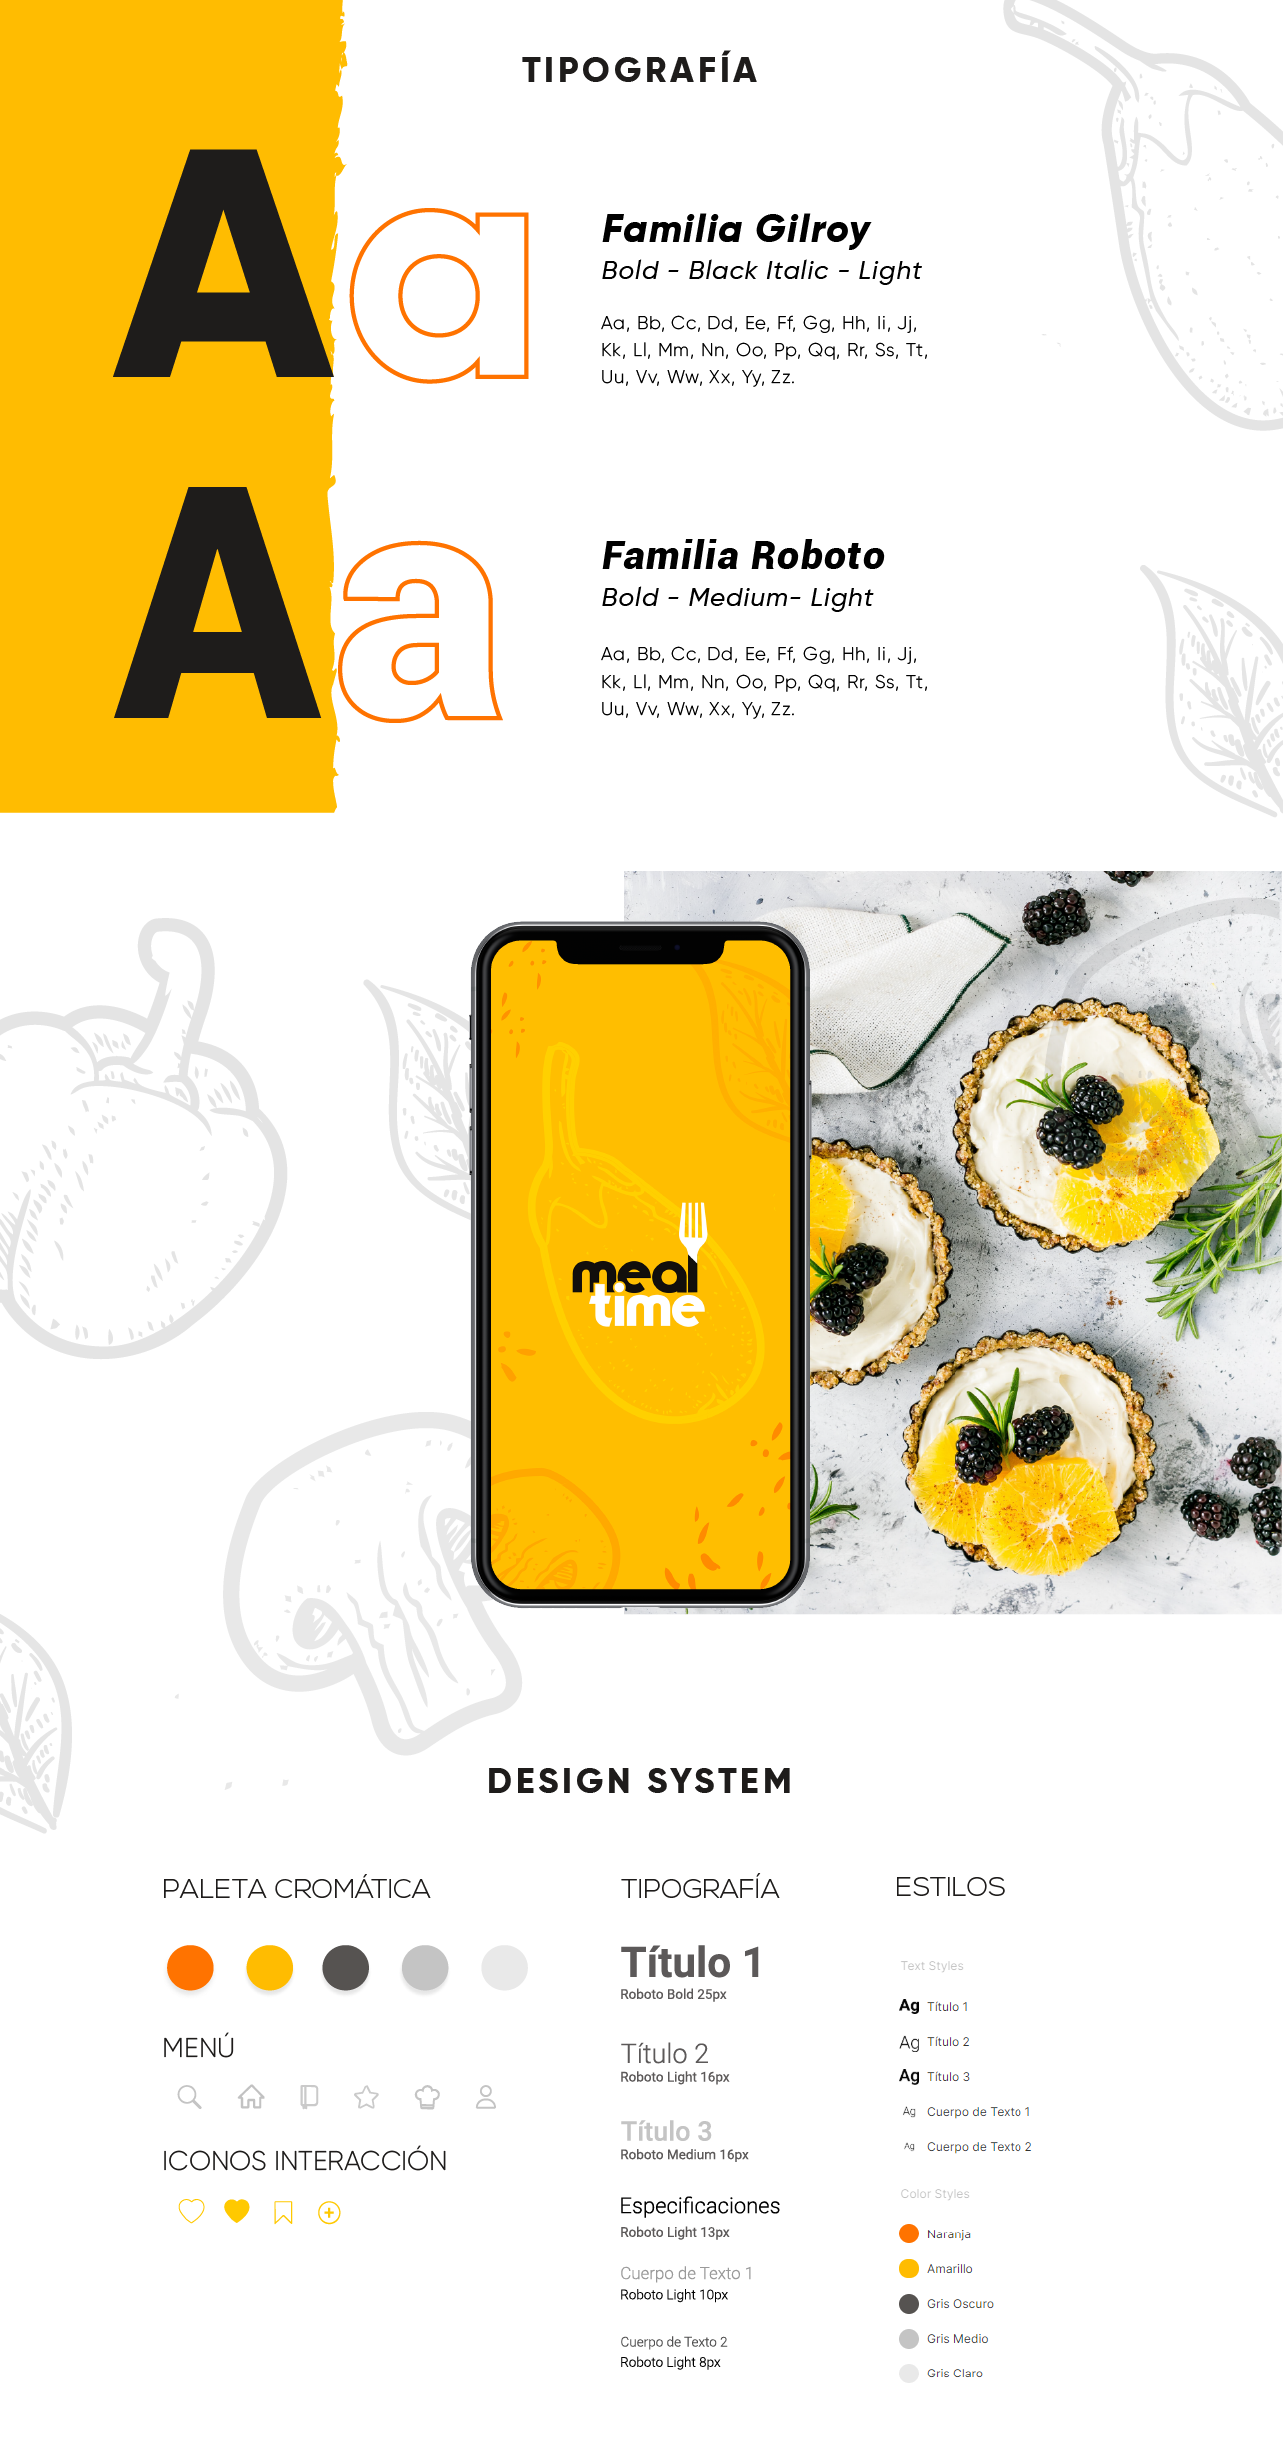 TIPOGRAFÍA
Aa
Familia Gilroy
Bold - Black Italic - Light
Aa, Bb, Cc, Dd, Ee, Ff, Gg, Hh, Ii, Jj,
Kk, Ll, Mm, Nn, Oo, Pp, Qq, Rr, Ss, Tt,
Uu, Vv, Ww, Xx, Yy, Zz.
Aa
Familia Roboto
Bold - Medium- Light
Aa, Bb, Cc, Dd, Ee, Ff, Gg, Hh, Ii, Jj,
Kk, Ll, Mm, Nn, Oo, Pp, Qq, Rr, Ss, Tt,
Uu, Vv, Ww, Xx, Yy, Zz.
meal
time
DESIGN SYSTEM
PALETA CROMÁTICA
MENÚ
ICONOS INTERACCIÓN
TIPOGRAFÍA
Título 1
Roboto Bold 25px
Título 2
Roboto Light 16px
Título 3
Roboto Medium 16px
Especificaciones
Roboto Light 13px
Cuerpo de Texto 1
Roboto Light 10px
Cuerpo de Texto 2
Roboto Light 8px
ESTILOS
Text Styles
Ag Título 1
Ag Título 2
Ag Título 3
Ag Cuerpo de Texto 1
Ag Cuerpo de Texto 2
Color Styles
Naranja
Amarillo
Gris Oscuro
Gris Medio
Gris Claro